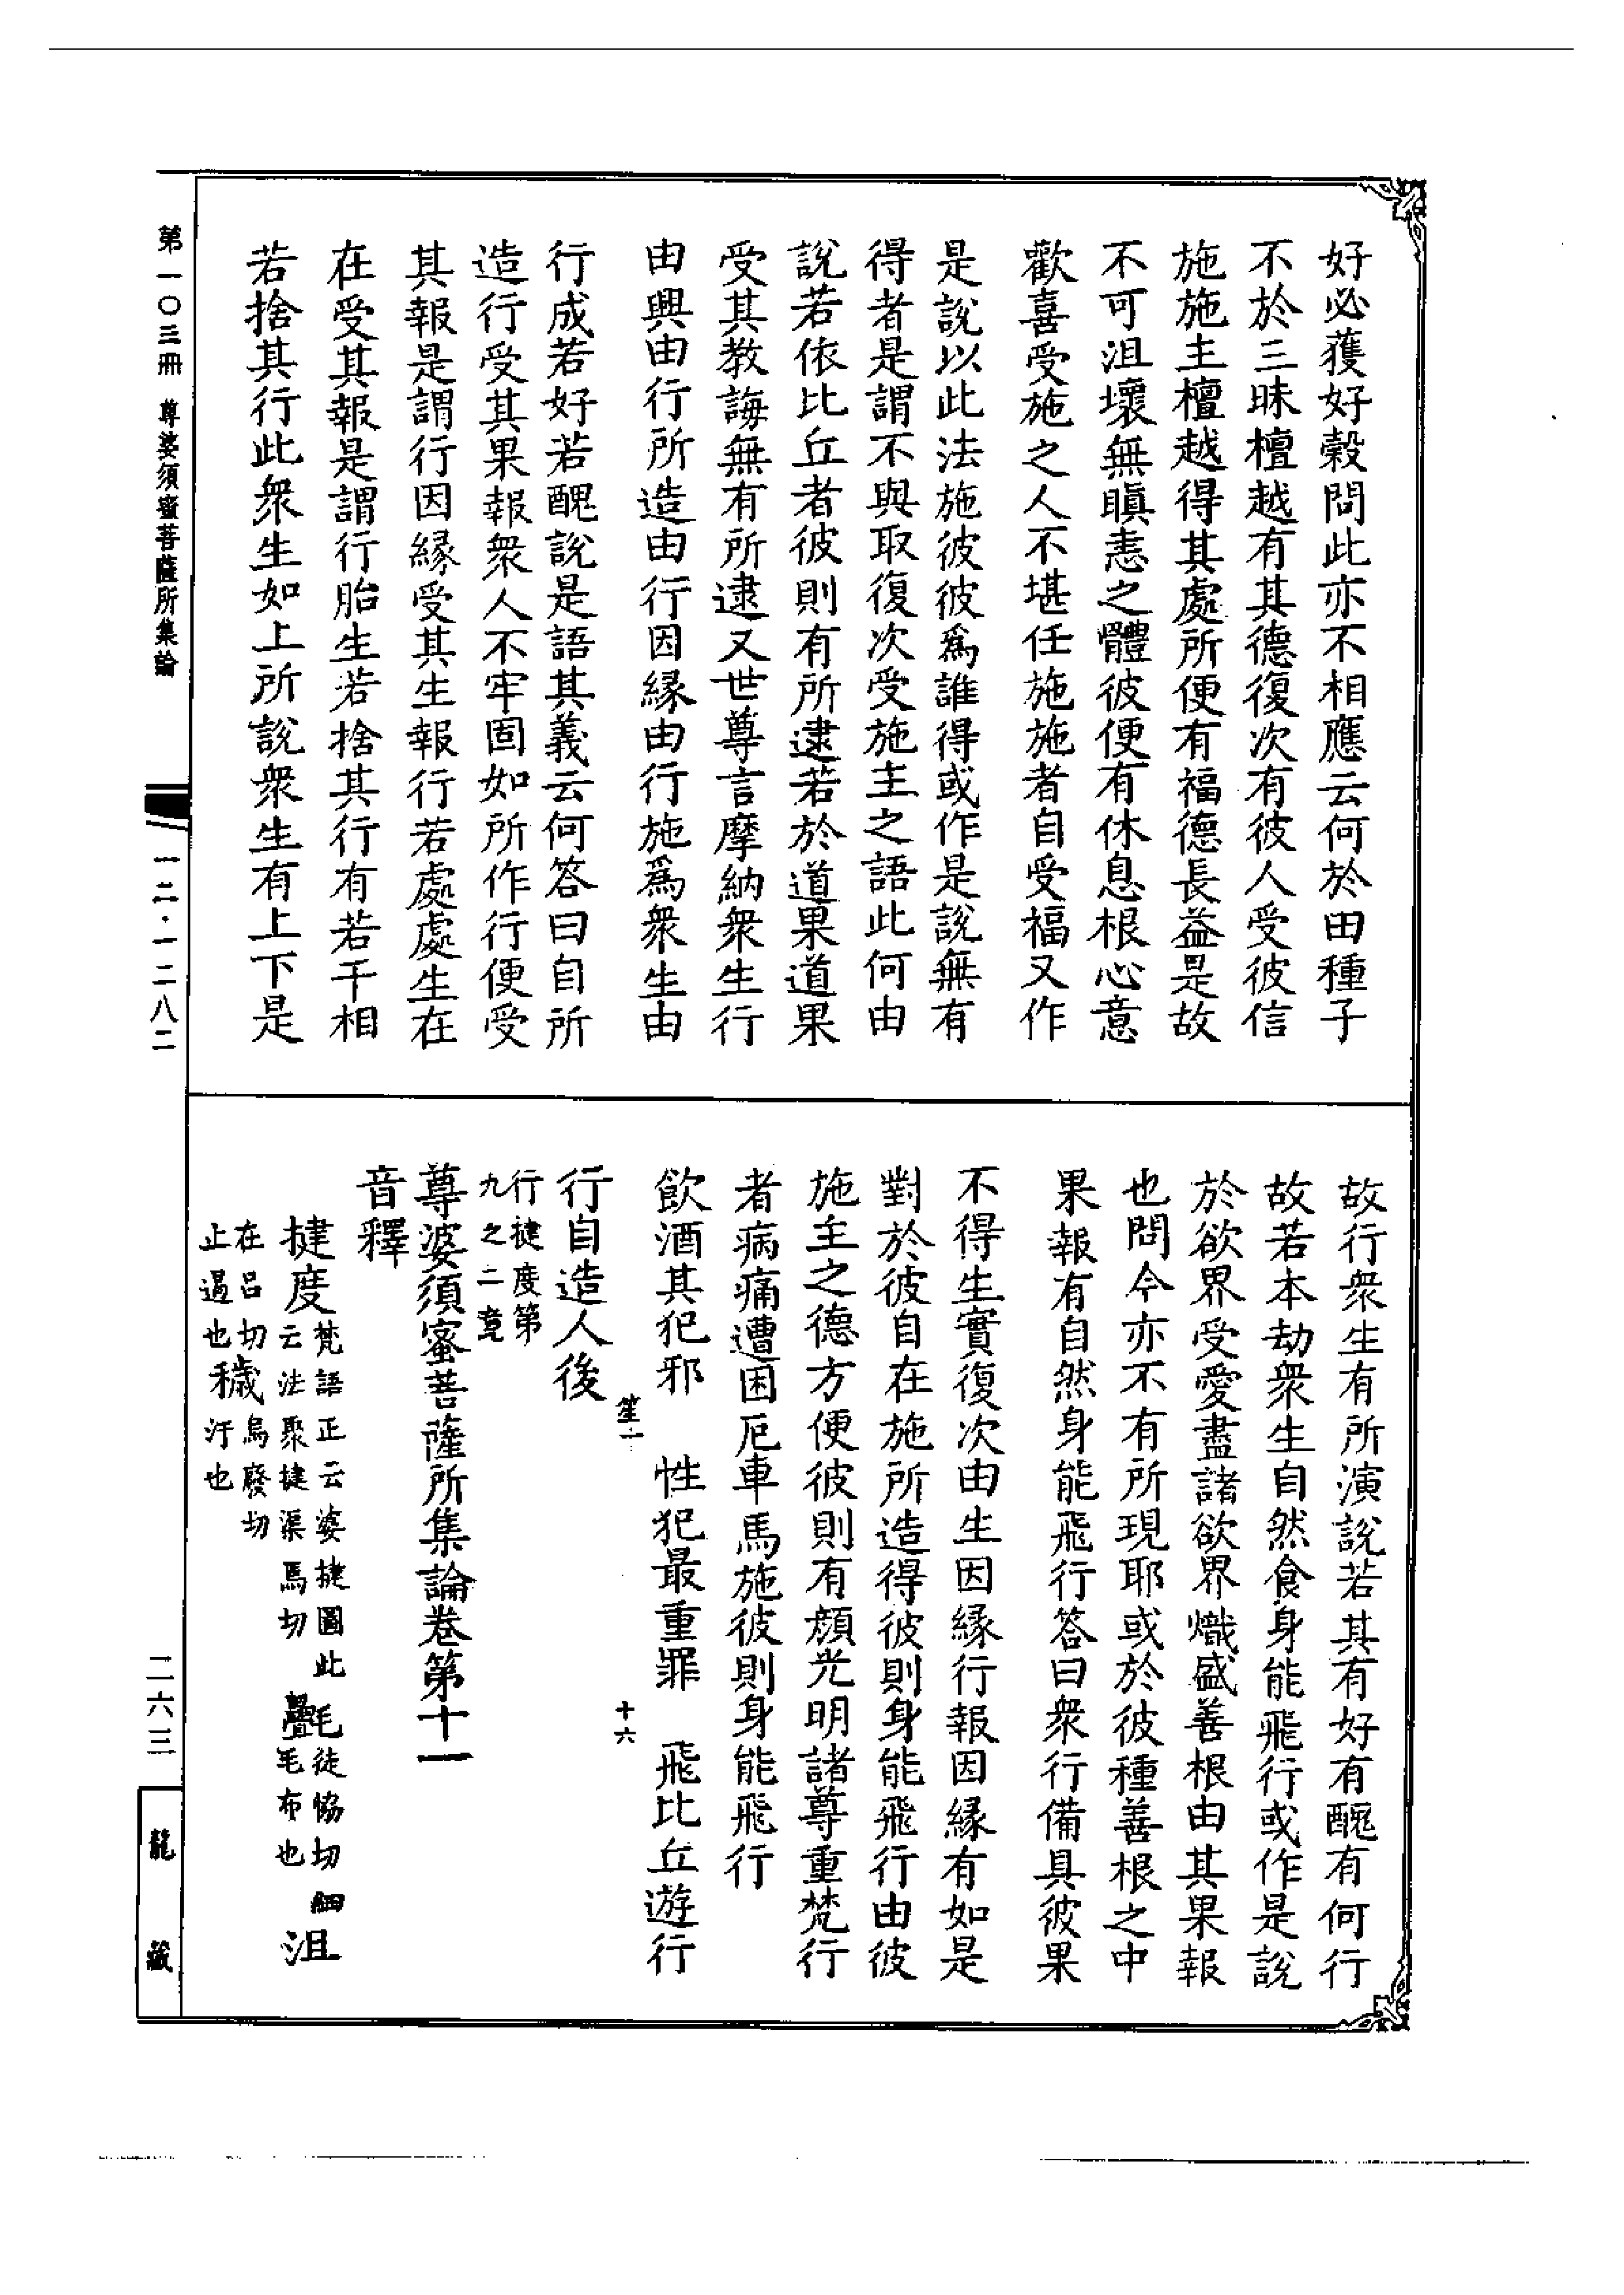 好必獲好穀問此亦不相應云何於田種子
不於三昧檀越有其德復次有彼人受彼信
施施主檀越得其處所便有福德長益是故
不可沮壞無瞋恚之體彼便有休息根心意
歡喜受施之人不堪任施施者自受福又作
是說以此法施彼彼爲誰得或作是說無有
得者是謂不與取復次受施主之語此何由
說若依比丘者彼則有所逮若於道果道果
受其教誨無有所逮又世尊言摩納衆生行
由興由行所造由行因緣由行施爲衆生由
行成若好若醜說是語其義云何答曰自所
造行受其果報衆人不牢固如所作行便受
其報是謂行因緣受其生報行若處處生在
在受其報是謂行胎生若捨其行有若干相
若捨其行此衆生如上所說衆生有上下是
故行衆生有所演說若其有好有醜有何行
故若本劫衆生自然食身能飛行或作是說
於欲界受愛盡諸欲界熾盛善根由其果報
也問今亦不有所現耶或於彼種善根之中
果報有自然身能飛行答曰衆行備具彼果
不得生實復次由生因緣行報因緣有如是
對於彼自在施所造得彼則身能飛行由彼
施主之德方便彼則有顏光明諸尊重梵行
者病痛遭困厄車馬施彼則身能飛行
飲酒其犯邪　性犯最重罪　飛比丘遊行
笙一　十六
行自造人後
行揵度第
九之二竟
尊婆須蜜菩薩所集論卷第十一
音釋
揵度梵語正云婆揵圖此
云法聚揵渠焉切
氎徒協切細
毛布也
沮在呂切
止遏也
穢烏廢切
汙也
第一〇三冊 尊婆須蜜菩薩所集論
一二·一二八二
二六三
龍藏